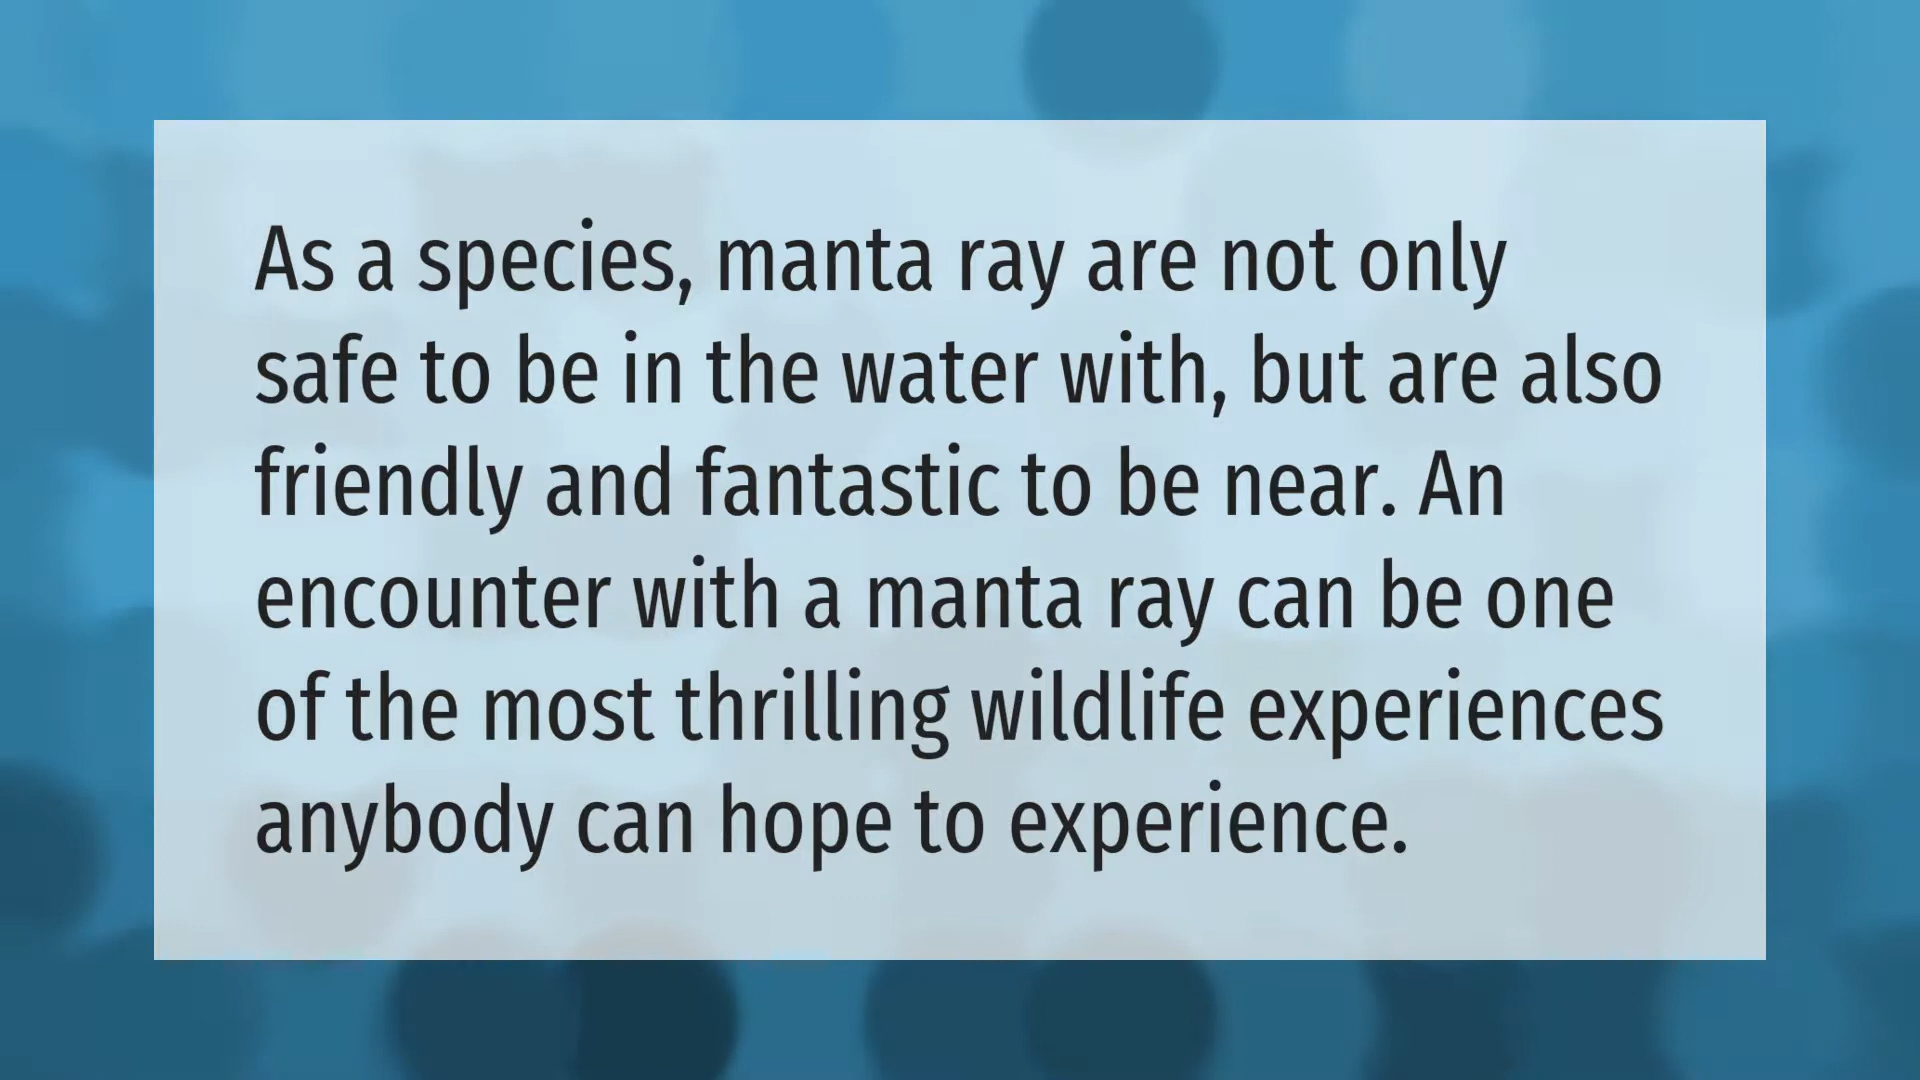 As a species, manta ray are not only
safe to be in the water with, but are also
friendly and fantastic to be near. An
encounter with a manta ray can be one
of the most thrilling wildlife experiences
anybody can hope to experience.